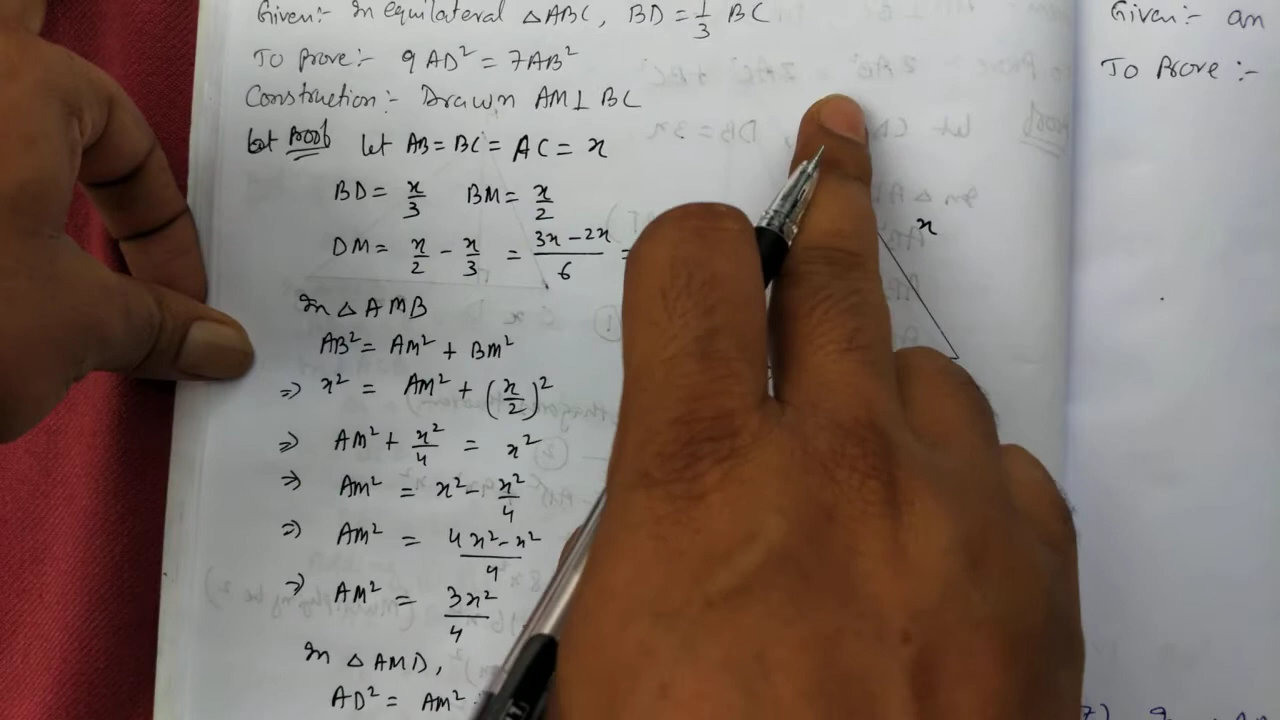 Given:- In equilateral △ABC, BD = 1/3 BC
To prove:- 9 AD² = 7AB²
Construction:- Drawn AM ⊥ BC
Proof Let AB = BC = AC = x
BD = x/3 BM = x/2
DM = x/2 - x/3 = (3x - 2x)/6 =
In △AMB
AB² = AM² + BM²
⇒ x² = AM² + (x/2)²
⇒ AM² + x²/4 = x²
⇒ AM² = x² - x²/4
⇒ AM² = (4x² - x²)/4
⇒ AM² = 3x²/4
In △AMD,
AD² = AM²
x
Given:- an
To Prove:-